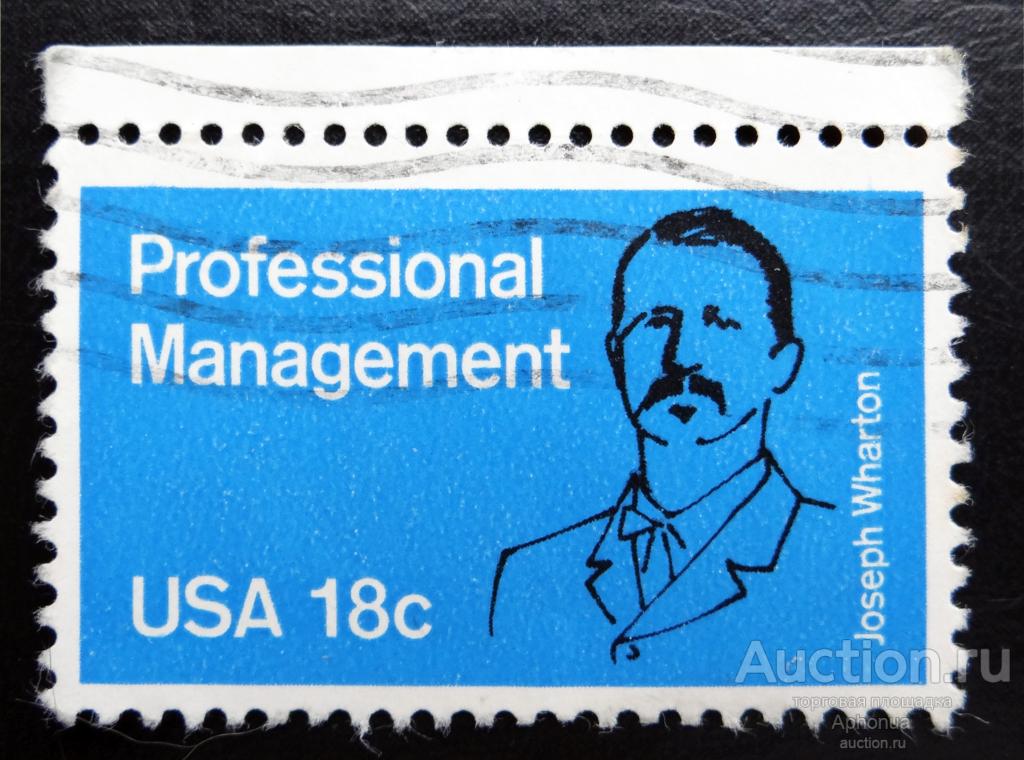 Professional
Management
USA 18c
Joseph Wharton
Auction.ru
торговая площадка
Aphonua
auction.ru